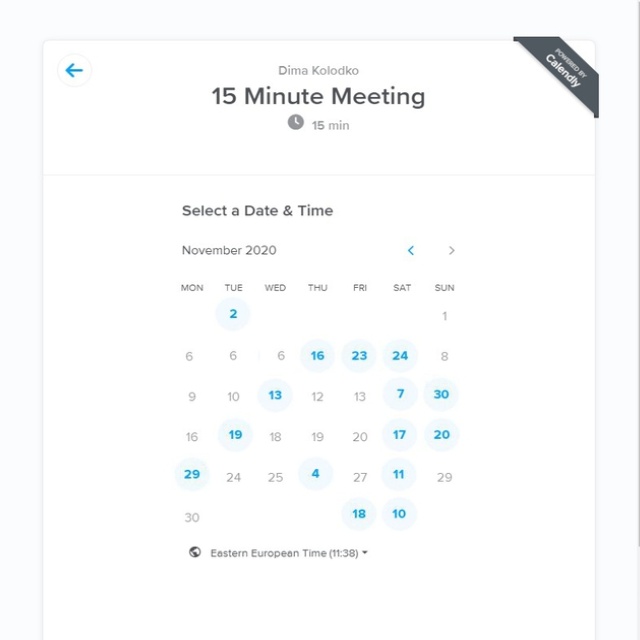 Dima Kolodko
15 Minute Meeting
15 min
POWERED BY
Calendly
Select a Date & Time
November 2020
MON TUE WED THU FRI SAT SUN
2 1
6 6 6 16 23 24 8
9 10 13 12 13 7 30
16 19 18 19 20 17 20
29 24 25 4 27 11 29
30 18 10
Eastern European Time (11:38)